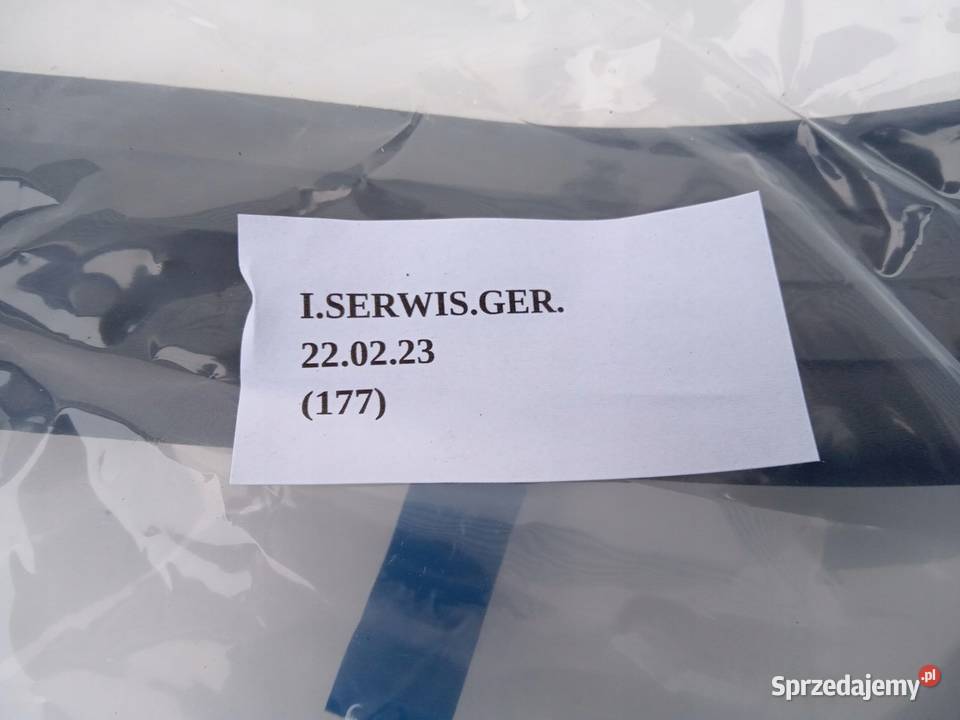 I.SERWIS.GER.
22.02.23
(177)
Sprzedajemy.pl